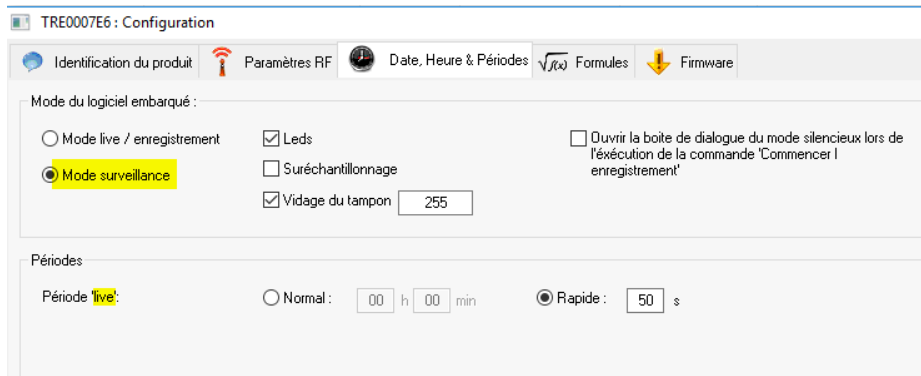 TRE0007E6 : Configuration
Identification du produit Paramètres RF Date, Heure & Périodes √f(x) Formules Firmware
Mode du logiciel embarqué :
Mode live / enregistrement Leds Ouvrir la boite de dialogue du mode silencieux lors de
Suréchantillonnage l'éxécution de la commande 'Commencer l
Mode surveillance enregistrement'
Vidage du tampon 255
Périodes
Période 'live': Normal : 00 h 00 min Rapide : 50 s